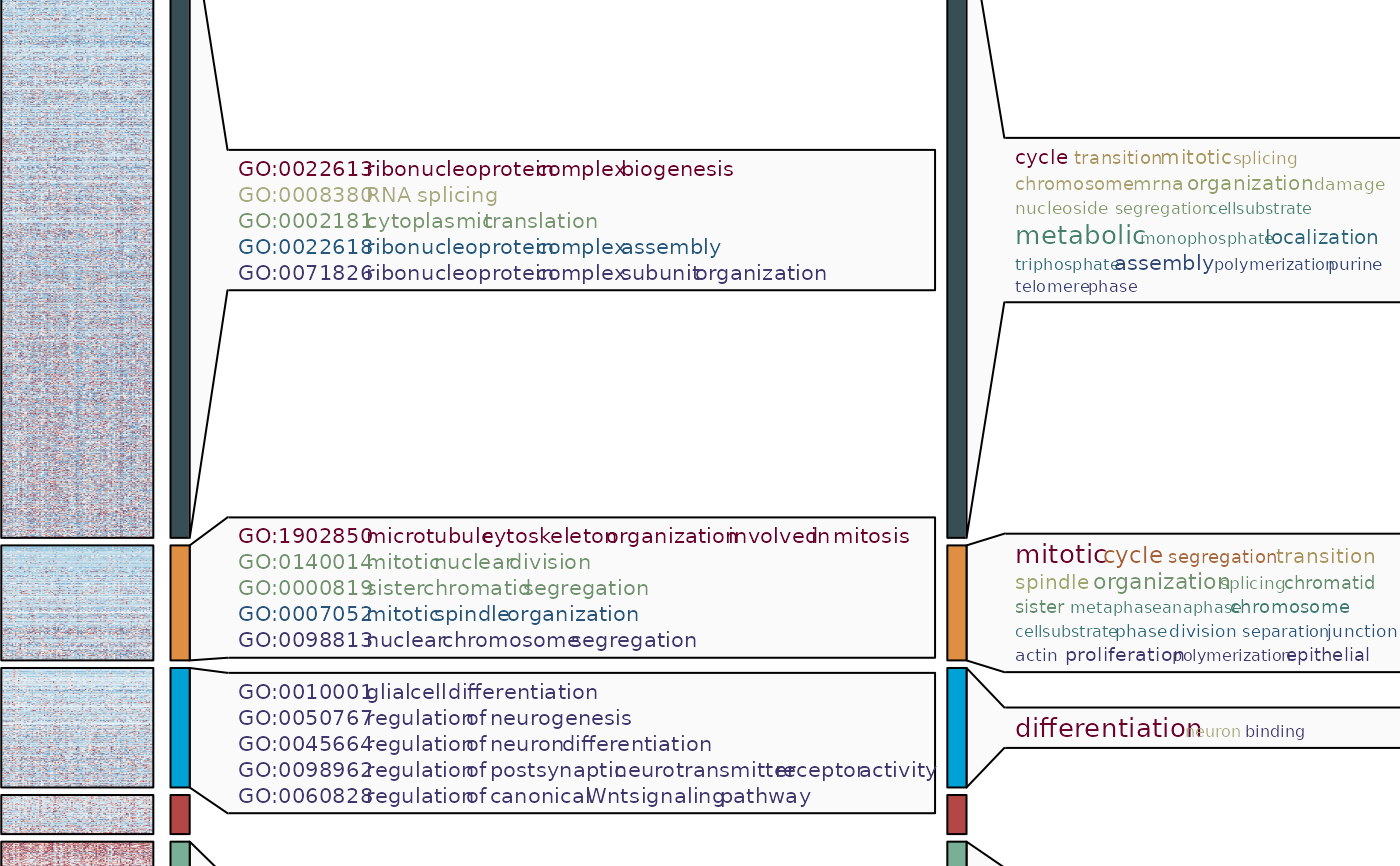 GO:0022613 ribonucleoprotein complex biogenesis
GO:0008380 RNA splicing
GO:0002181 cytoplasmic translation
GO:0022618 ribonucleoprotein complex assembly
GO:0071826 ribonucleoprotein complex subunit organization
cycle transition mitotic splicing
chromosome mrna organization damage
nucleoside segregation cellsubstrate
metabolic monophosphate localization
triphosphate assembly polymerization purine
telomere phase
GO:1902850 microtubule cytoskeleton organization involved in mitosis
GO:0140014 mitotic nuclear division
GO:0000819 sister chromatid segregation
GO:0007052 mitotic spindle organization
GO:0098813 nuclear chromosome segregation
mitotic cycle segregation transition
spindle organization splicing chromatid
sister metaphase anaphase chromosome
cellsubstrate phase division separation junction
actin proliferation polymerization epithelial
GO:0010001 glial cell differentiation
GO:0050767 regulation of neurogenesis
GO:0045664 regulation of neuron differentiation
GO:0098962 regulation of postsynaptic neurotransmitter receptor activity
GO:0060828 regulation of canonical Wnt signaling pathway
differentiation neuron binding